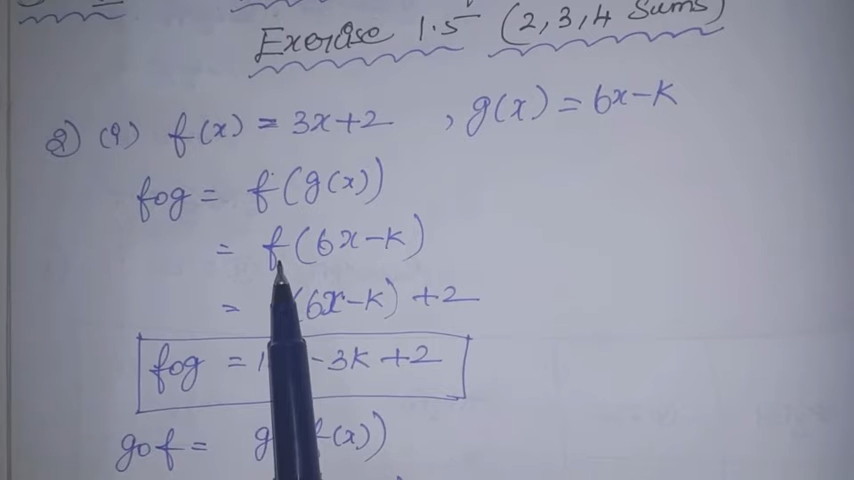 Exercise 1.5 (2,3,4 Sums)
2) (i) f(x) = 3x+2 , g(x) = 6x-k
fog = f(g(x))
= f(6x-k)
= (6x-k) +2
fog = 1 -3k +2
gof = g f(x))